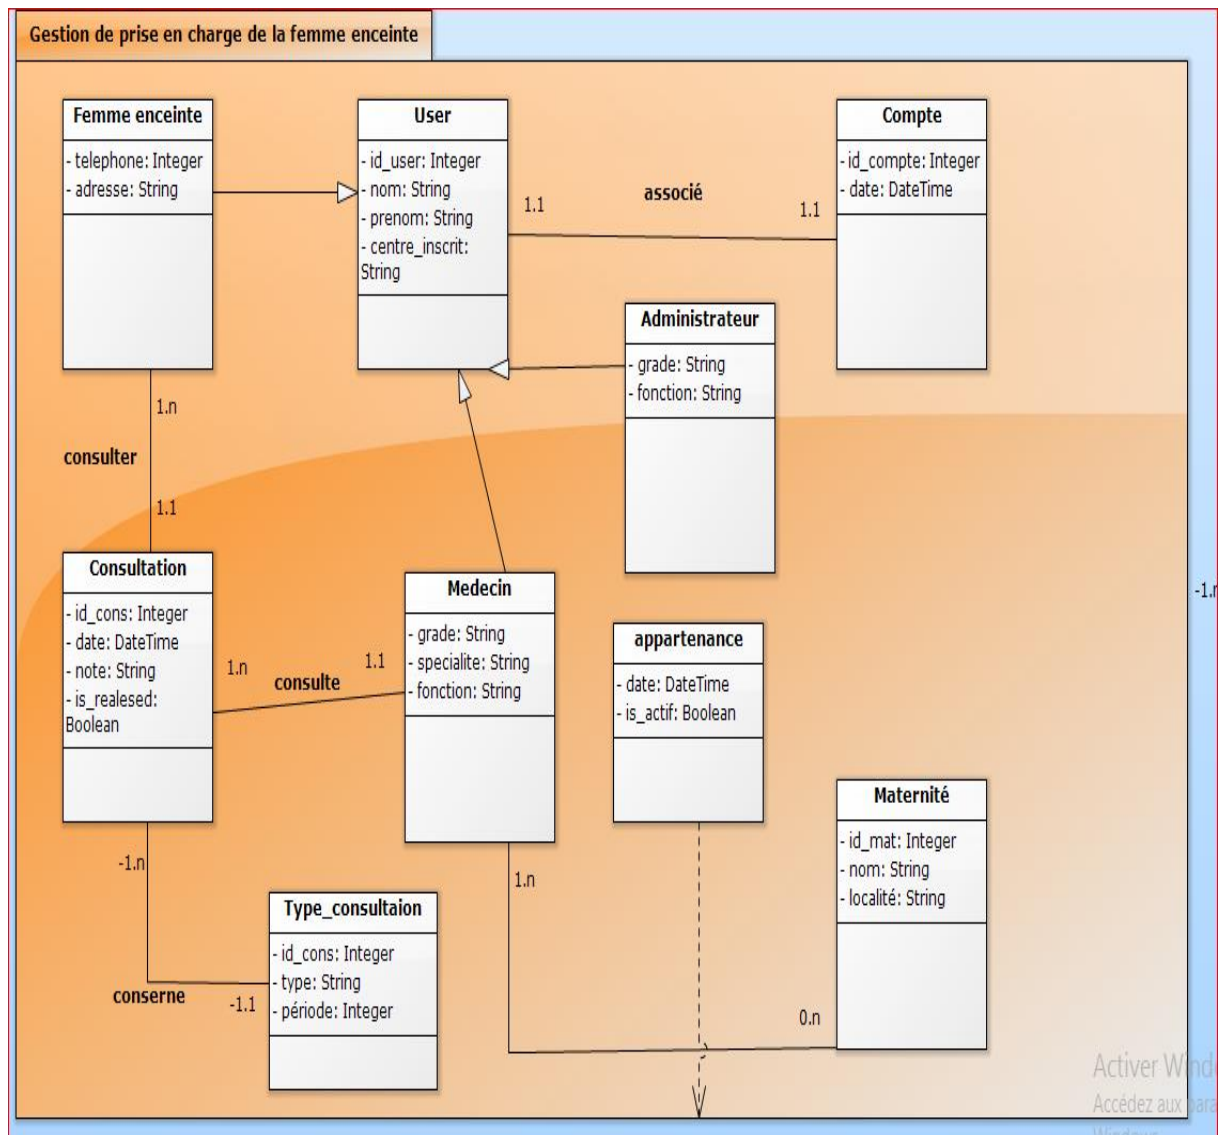 Gestion de prise en charge de la femme enceinte
Femme enceinte
- telephone: Integer
- adresse: String
User
- id_user: Integer
- nom: String
- prenom: String
- centre_inscrit:
String
Compte
- id_compte: Integer
- date: DateTime
1.1
associé
1.1
Administrateur
- grade: String
- fonction: String
1.n
consulter
1.1
Consultation
- id_cons: Integer
- date: DateTime
- note: String
- is_realesed:
Boolean
1.n
consulte
1.1
Medecin
- grade: String
- specialite: String
- fonction: String
appartenance
- date: DateTime
- is_actif: Boolean
Maternité
- id_mat: Integer
- nom: String
- localité: String
-1.n
-1.n
1.n
Type_consultaion
- id_cons: Integer
- type: String
- période: Integer
conserne
-1.1
0.n
Activer
Accédez aux